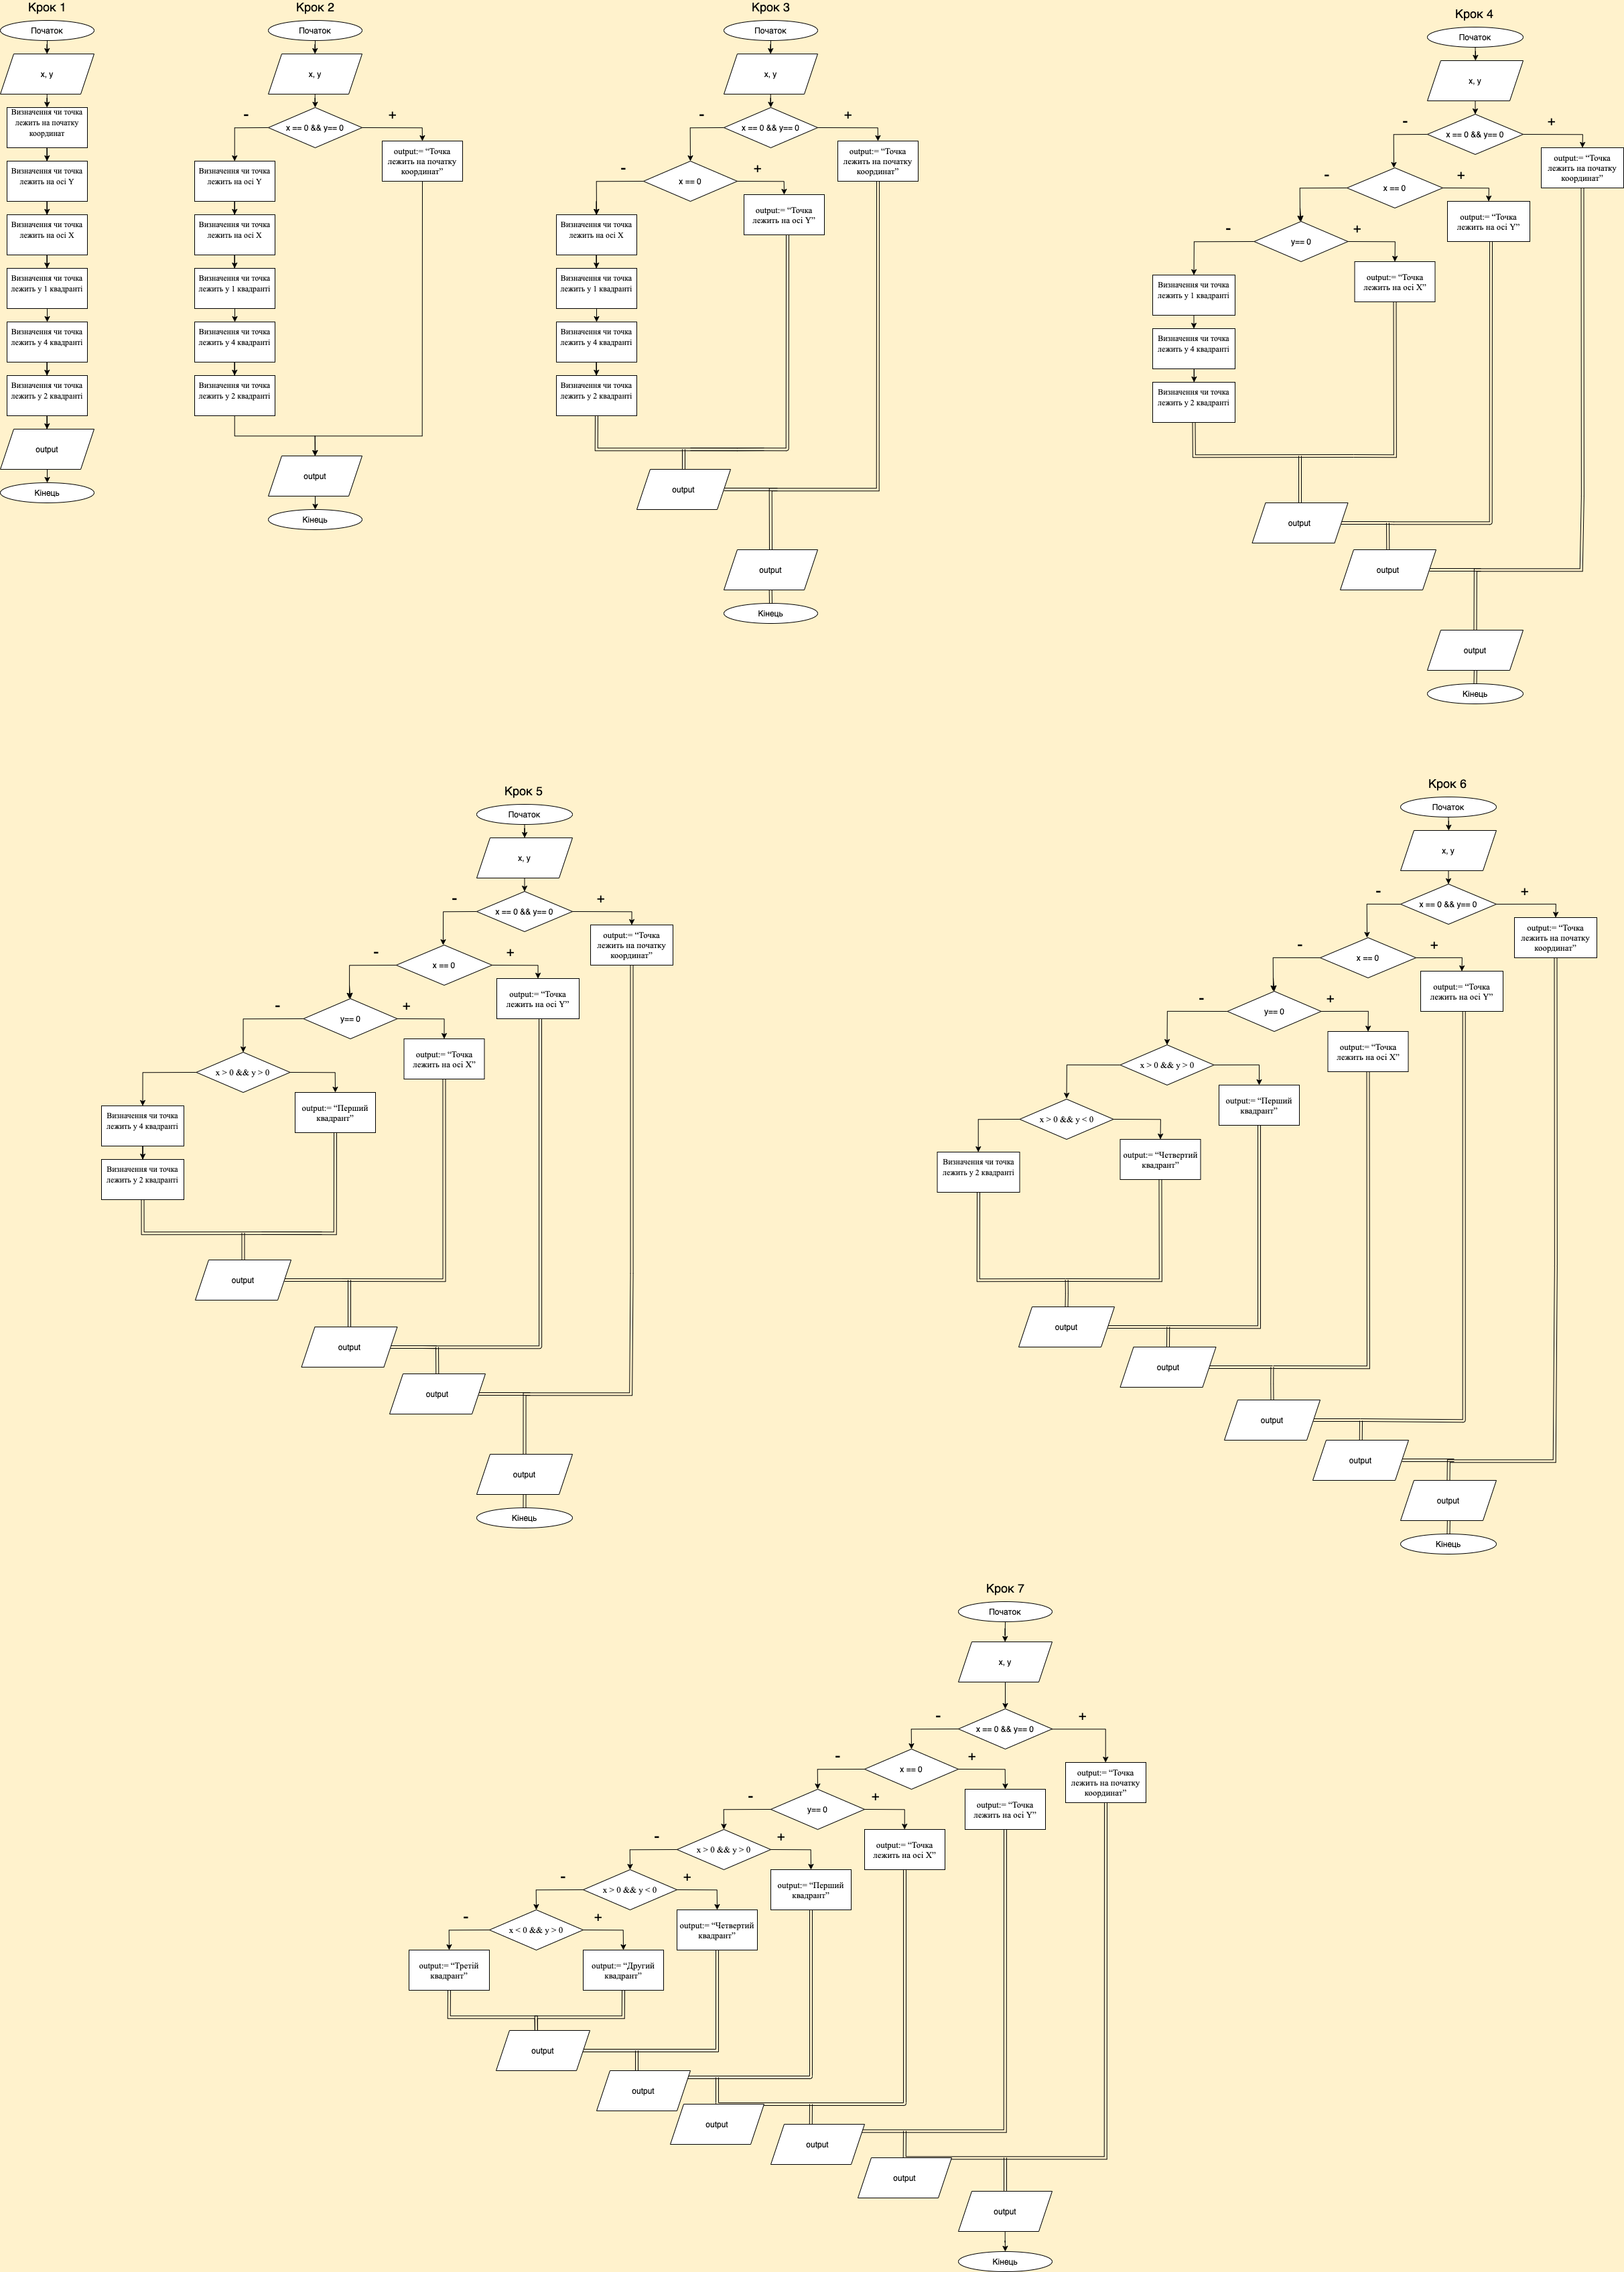 Крок 1
Початок
x, y
Визначення чи точка
лежить на початку
координат
Визначення чи точка
лежить на осі Y
Визначення чи точка
лежить на осі X
Визначення чи точка
лежить у 1 квадранті
Визначення чи точка
лежить у 4 квадранті
Визначення чи точка
лежить у 2 квадранті
output
Кінець
Крок 2
Початок
x, y
-
+
x == 0 && y== 0
output:= “Точка
лежить на початку
координат”
Визначення чи точка
лежить на осі Y
Визначення чи точка
лежить на осі X
Визначення чи точка
лежить у 1 квадранті
Визначення чи точка
лежить у 4 квадранті
Визначення чи точка
лежить у 2 квадранті
output
Кінець
Крок 3
Початок
x, y
-
+
x == 0 && y== 0
output:= “Точка
лежить на початку
координат”
-
+
x == 0
output:= “Точка
лежить на осі Y”
Визначення чи точка
лежить на осі X
Визначення чи точка
лежить у 1 квадранті
Визначення чи точка
лежить у 4 квадранті
Визначення чи точка
лежить у 2 квадранті
output
output
Кінець
Крок 4
Початок
x, y
-
+
x == 0 && y== 0
output:= “Точка
лежить на початку
координат”
-
+
x == 0
output:= “Точка
лежить на осі Y”
-
+
y== 0
output:= “Точка
лежить на осі X”
Визначення чи точка
лежить у 1 квадранті
Визначення чи точка
лежить у 4 квадранті
Визначення чи точка
лежить у 2 квадранті
output
output
output
Кінець
Крок 5
Початок
x, y
-
+
x == 0 && y== 0
output:= “Точка
лежить на початку
координат”
-
+
x == 0
output:= “Точка
лежить на осі Y”
-
+
y== 0
output:= “Точка
лежить на осі X”
x > 0 && y > 0
output:= “Перший
квадрант”
Визначення чи точка
лежить у 4 квадранті
Визначення чи точка
лежить у 2 квадранті
output
output
output
output
Кінець
Крок 6
Початок
x, y
-
+
x == 0 && y== 0
output:= “Точка
лежить на початку
координат”
-
+
x == 0
output:= “Точка
лежить на осі Y”
-
+
y== 0
output:= “Точка
лежить на осі X”
x > 0 && y > 0
output:= “Перший
квадрант”
x > 0 && y < 0
output:= “Четвертий
квадрант”
Визначення чи точка
лежить у 2 квадранті
output
output
output
output
output
Кінець
Крок 7
Початок
x, y
-
+
x == 0 && y== 0
output:= “Точка
лежить на початку
координат”
-
+
x == 0
output:= “Точка
лежить на осі Y”
-
+
y== 0
output:= “Точка
лежить на осі X”
-
+
x > 0 && y > 0
output:= “Перший
квадрант”
-
+
x > 0 && y < 0
output:= “Четвертий
квадрант”
-
+
x < 0 && y > 0
output:= “Третій
квадрант”
output:= “Другий
квадрант”
output
output
output
output
output
output
Кінець